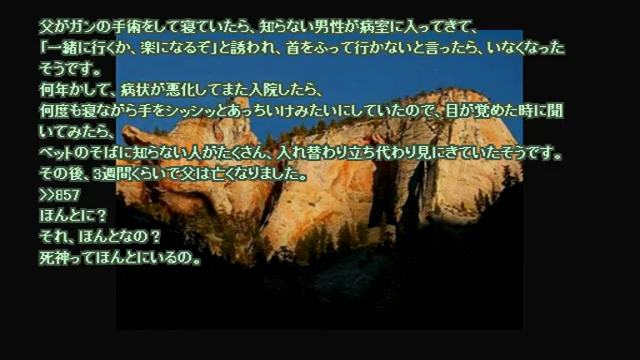 父がガンの手術をして寝ていたら、知らない男性が病室に入ってきて、
「一緒に行くか、楽になるぞ」と誘われ、首をふって行かないと言ったら、いなくなった
そうです。
何年かして、病状が悪化してまた入院したら、
何度も寝ながら手をシッシッとあっちいけみたいにしていたので、目が覚めた時に聞
いてみたら、
ベットのそばに知らない人がたくさん、入れ替わり立ち代わり見にきていたそうです。
その後、3週間くらいで父は亡くなりました。
>>857
ほんとに？
それ、ほんとなの？
死神ってほんとにいるの。